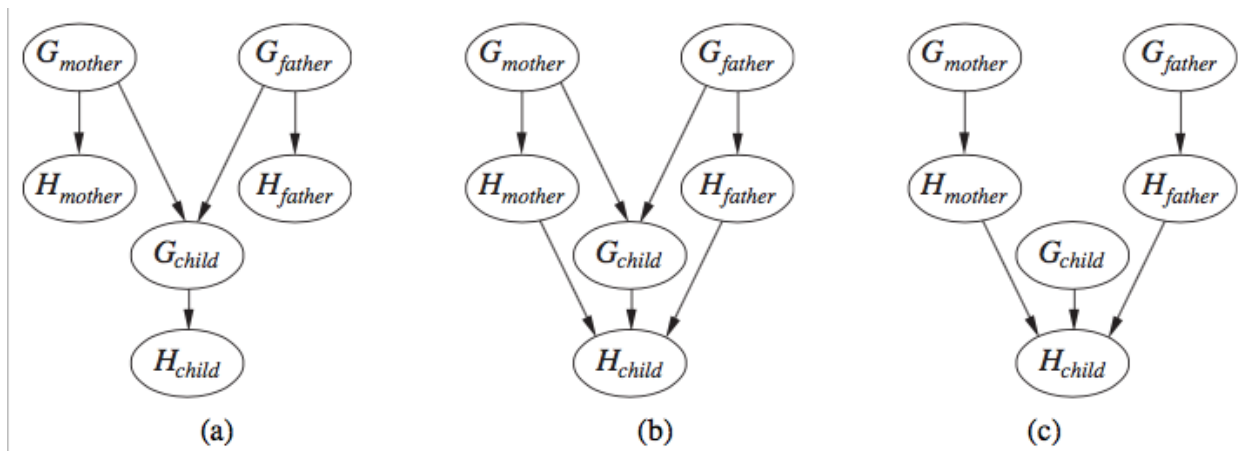 G_mother G_father G_mother G_father G_mother G_father
H_mother H_father H_mother H_father H_mother H_father
G_child G_child G_child
H_child H_child H_child
(a) (b) (c)